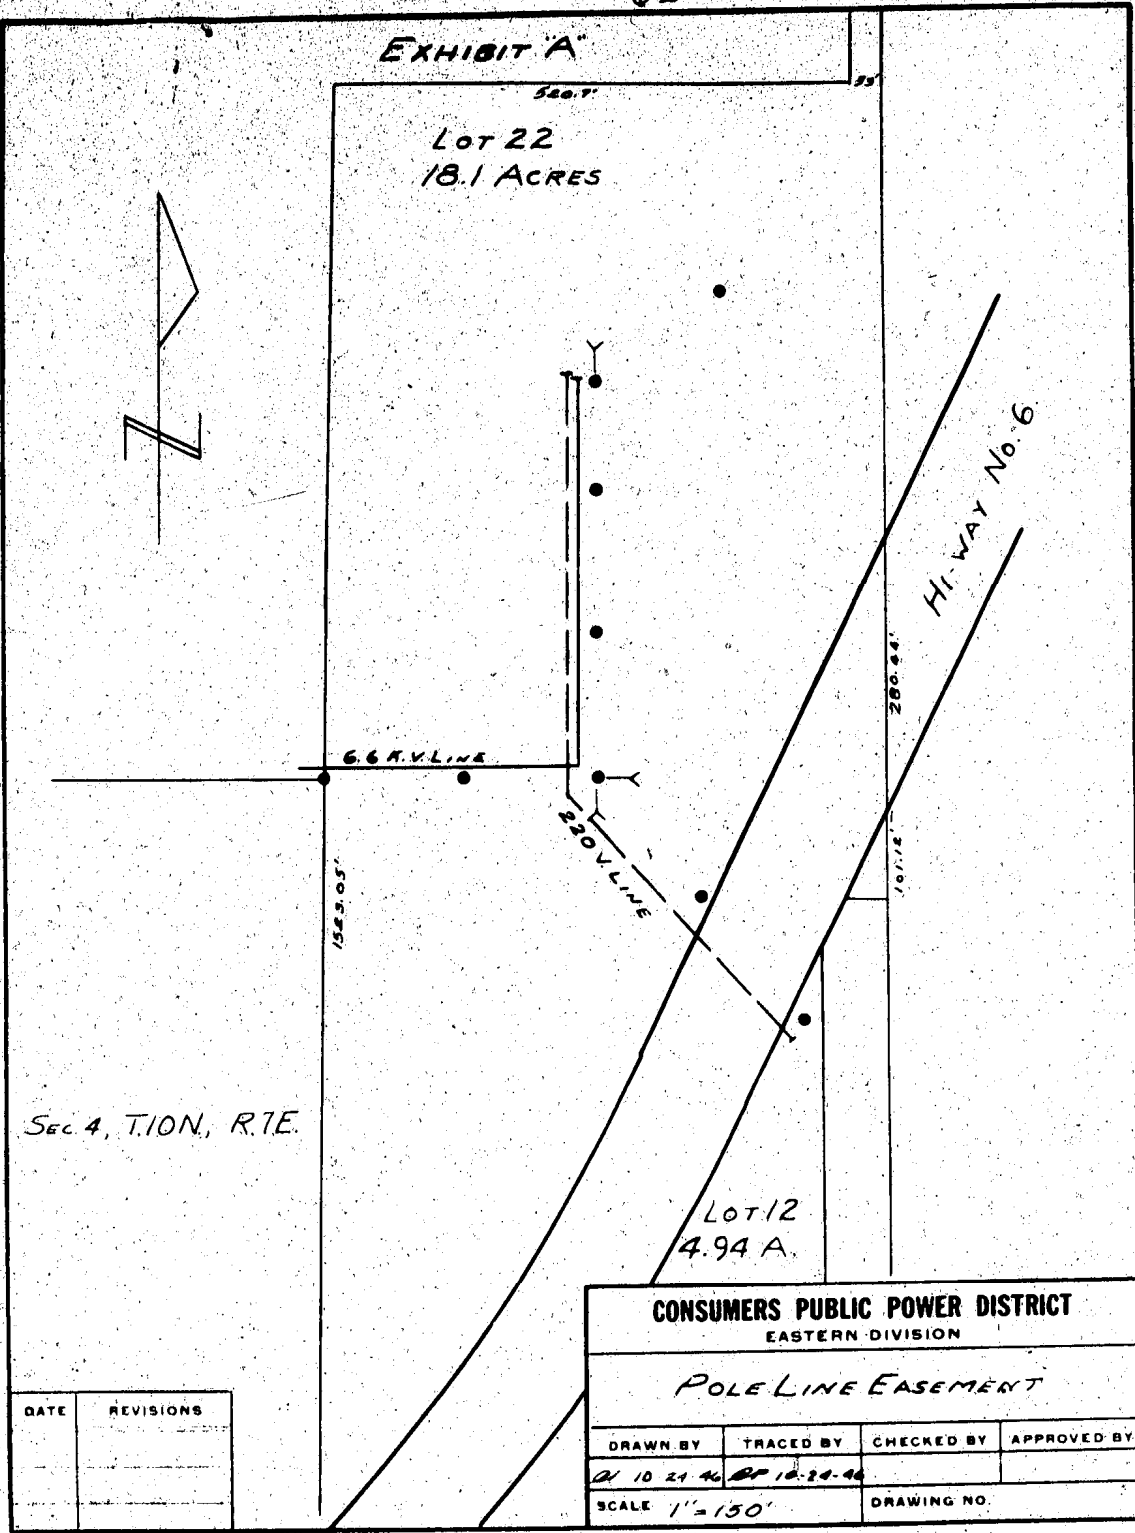 EXHIBIT "A"
520.7'
33'
LOT 22
18.1 ACRES
N
HI-WAY No. 6
280.44'
6.6 K.V. LINE
220 V. LINE
101.12'
1523.05'
SEC. 4, T.10N., R.7E.
LOT 12
4.94 A.
CONSUMERS PUBLIC POWER DISTRICT
EASTERN DIVISION
POLE LINE EASEMENT
DATE REVISIONS
DRAWN BY TRACED BY CHECKED BY APPROVED BY
10 24 46 10-24-46
SCALE 1"=150' DRAWING NO.